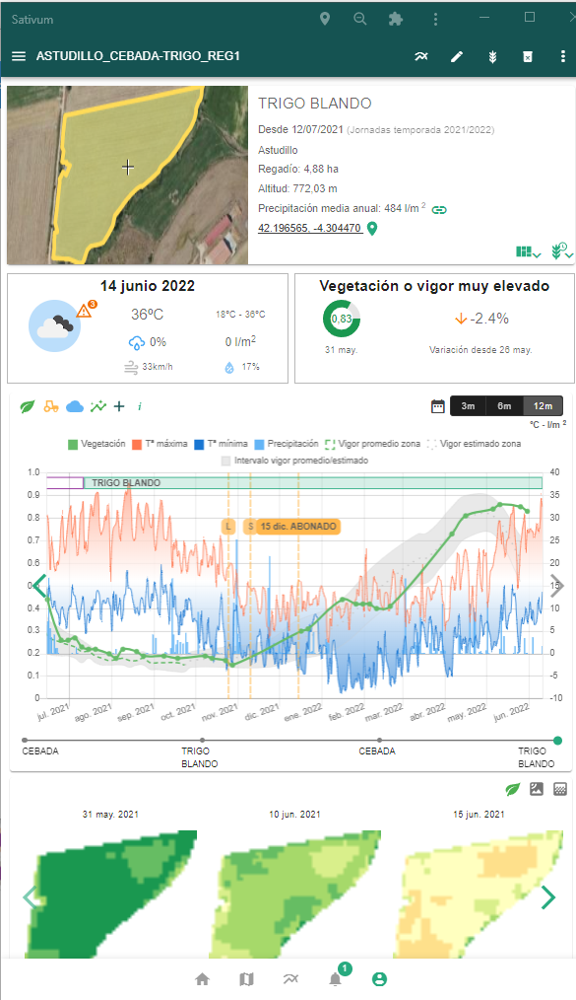 Sativum
ASTUDILLO_CEBADA-TRIGO_REG1
TRIGO BLANDO
Desde 12/07/2021 (Jornadas temporada 2021/2022)
Astudillo
Regadío: 4,88 ha
Altitud: 772,03 m
Precipitación media anual: 484 l/m 2
42.196565, -4.304470
14 junio 2022
3
36ºC
18ºC - 36ºC
0%
0 l/m2
33km/h
17%
Vegetación o vigor muy elevado
0,83
-2.4%
31 may.
Variación desde 26 may.
i
3m 6m 12m
°C - l/m 2
Vegetación Tª máxima Tª mínima Precipitación Vigor promedio zona Vigor estimado zona
Intervalo vigor promedio/estimado
1.0 40
TRIGO BLANDO
0.9 35
0.8 30
L S 15 dic. ABONADO
0.7 25
0.6 20
0.5 15
0.4 10
0.3 5
0.2 0
0.1 -5
0 -10
jul. 2021 ago. 2021 sep. 2021 oct. 2021 nov. 2021 dic. 2021 ene. 2022 feb. 2022 mar. 2022 abr. 2022 may. 2022 jun. 2022
CEBADA TRIGO BLANDO CEBADA TRIGO BLANDO
31 may. 2021 10 jun. 2021 15 jun. 2021
1